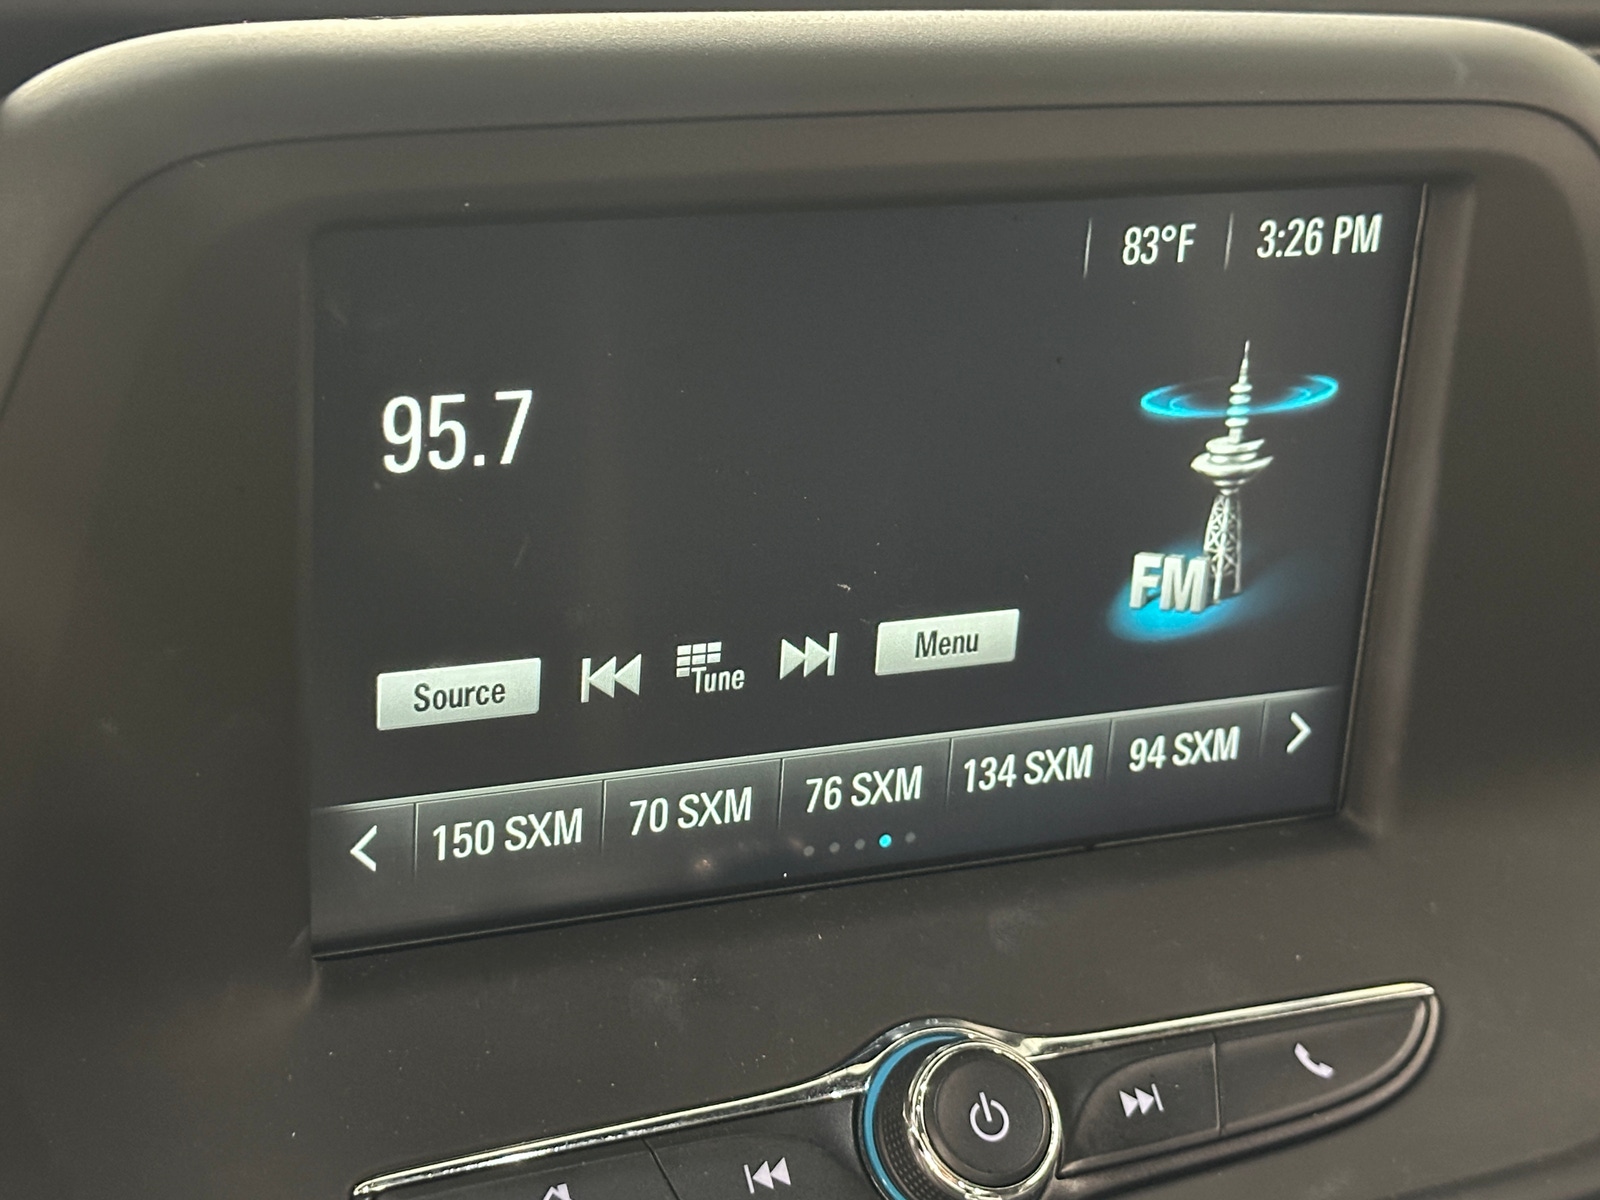 83°F 3:26 PM
95.7
FM
Source Tune Menu
150 SXM 70 SXM 76 SXM 134 SXM 94 SXM